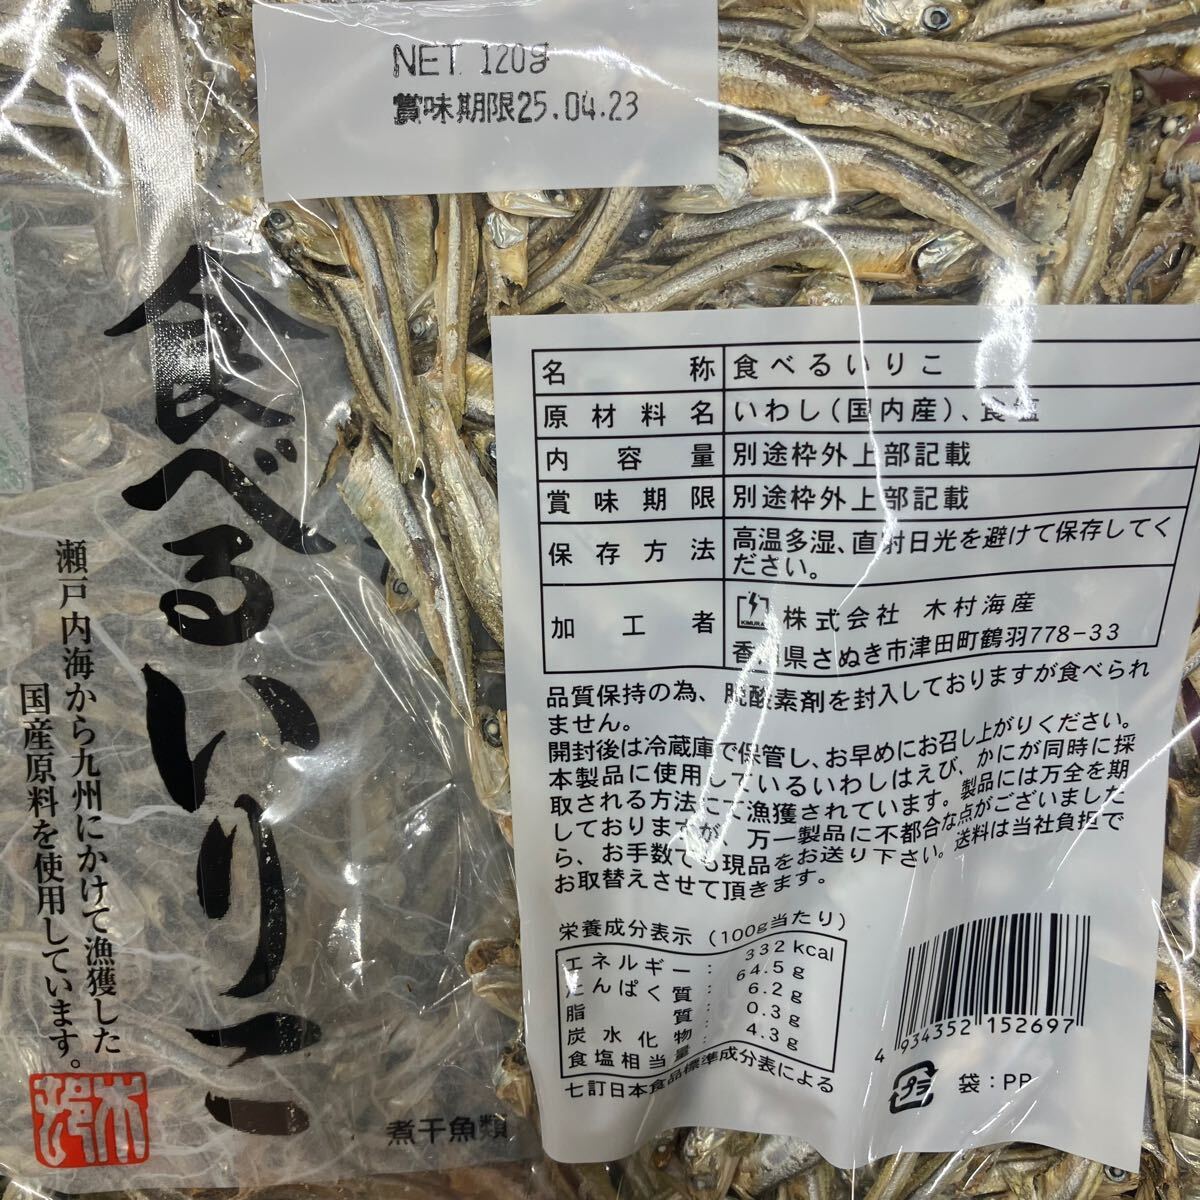 NET 120g
賞味期限25.04.23
食べるいりこ
瀬戸内海から九州にかけて漁獲した
国産原料を使用しています。
煮干魚類
名称 食べるいりこ
原材料名 いわし(国内産)、食塩
内容量 別途枠外上部記載
賞味期限 別途枠外上部記載
保存方法 高温多湿、直射日光を避けて保存してく
ださい。
加工者 KIMURA 株式会社 木村海産
香川県さぬき市津田町鶴羽778-33
品質保持の為、脱酸素剤を封入しておりますが食べられ
ません。
開封後は冷蔵庫で保管し、お早めにお召し上がりください。
本製品に使用しているいわしはえび、かにが同時に採
取される方法にて漁獲されています。製品には万全を期
しておりますが、万一製品に不都合な点がございました
ら、お手数でも現品をお送り下さい。送料は当社負担で
お取替えさせて頂きます。
栄養成分表示(100g当たり)
エネルギー: 332kcal
たんぱく質: 64.5g
脂質: 6.2g
炭水化物: 0.3g
食塩相当量: 4.3g
七訂日本食品標準成分表による
4 934352 152697
プラ 袋:PP